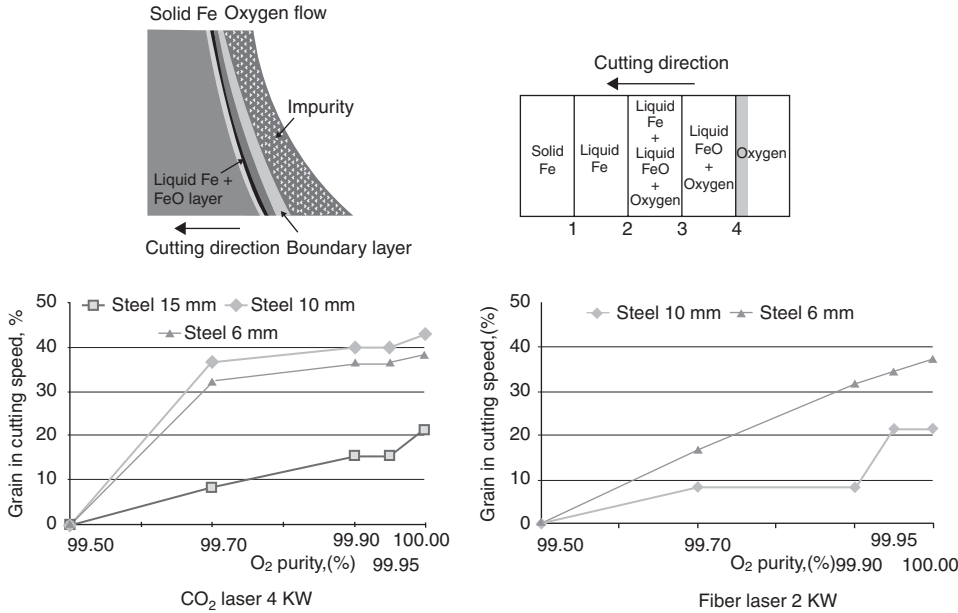 Solid Fe Oxygen flow
Impurity
Liquid Fe +
FeO layer
Cutting direction Boundary layer
Cutting direction
Solid
Fe
Liquid
Fe
Liquid
Fe
+
Liquid
FeO
+
Oxygen
Liquid
FeO
+
Oxygen
Oxygen
1 2 3 4
Grain in cutting speed, %
50
40
30
20
10
0
Steel 15 mm Steel 10 mm
Steel 6 mm
99.50 99.70 99.90 100.00
O₂ purity,(%) 99.95
CO₂ laser 4 KW
Grain in cutting speed,(%)
50
40
30
20
10
0
Steel 10 mm Steel 6 mm
99.50 99.70 99.95
O₂ purity,(%) 99.90 100.00
Fiber laser 2 KW